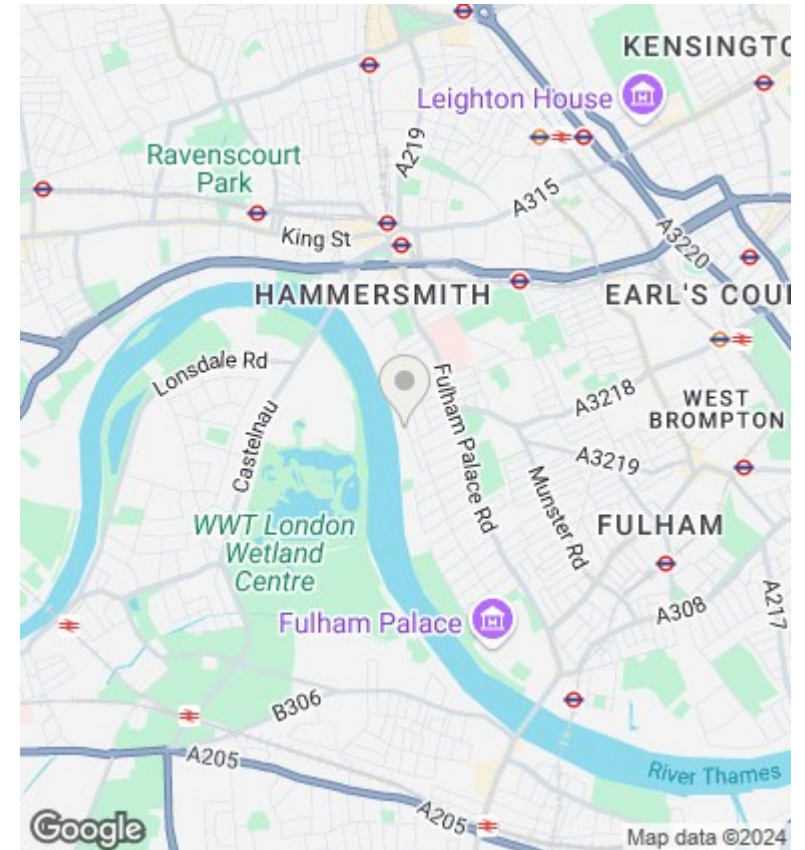 KENSINGTO
Leighton House
A219
Ravenscourt
Park
A315
King St
A3220
HAMMERSMITH
EARL'S COU
Lonsdale Rd
Fulham Palace Rd
A3218
WEST
BROMPTON
Castelnau
A3219
Munster Rd
WWT London
Wetland
Centre
FULHAM
Fulham Palace
A308
A217
B306
A205
River Thames
A205
Google
Map data ©2024